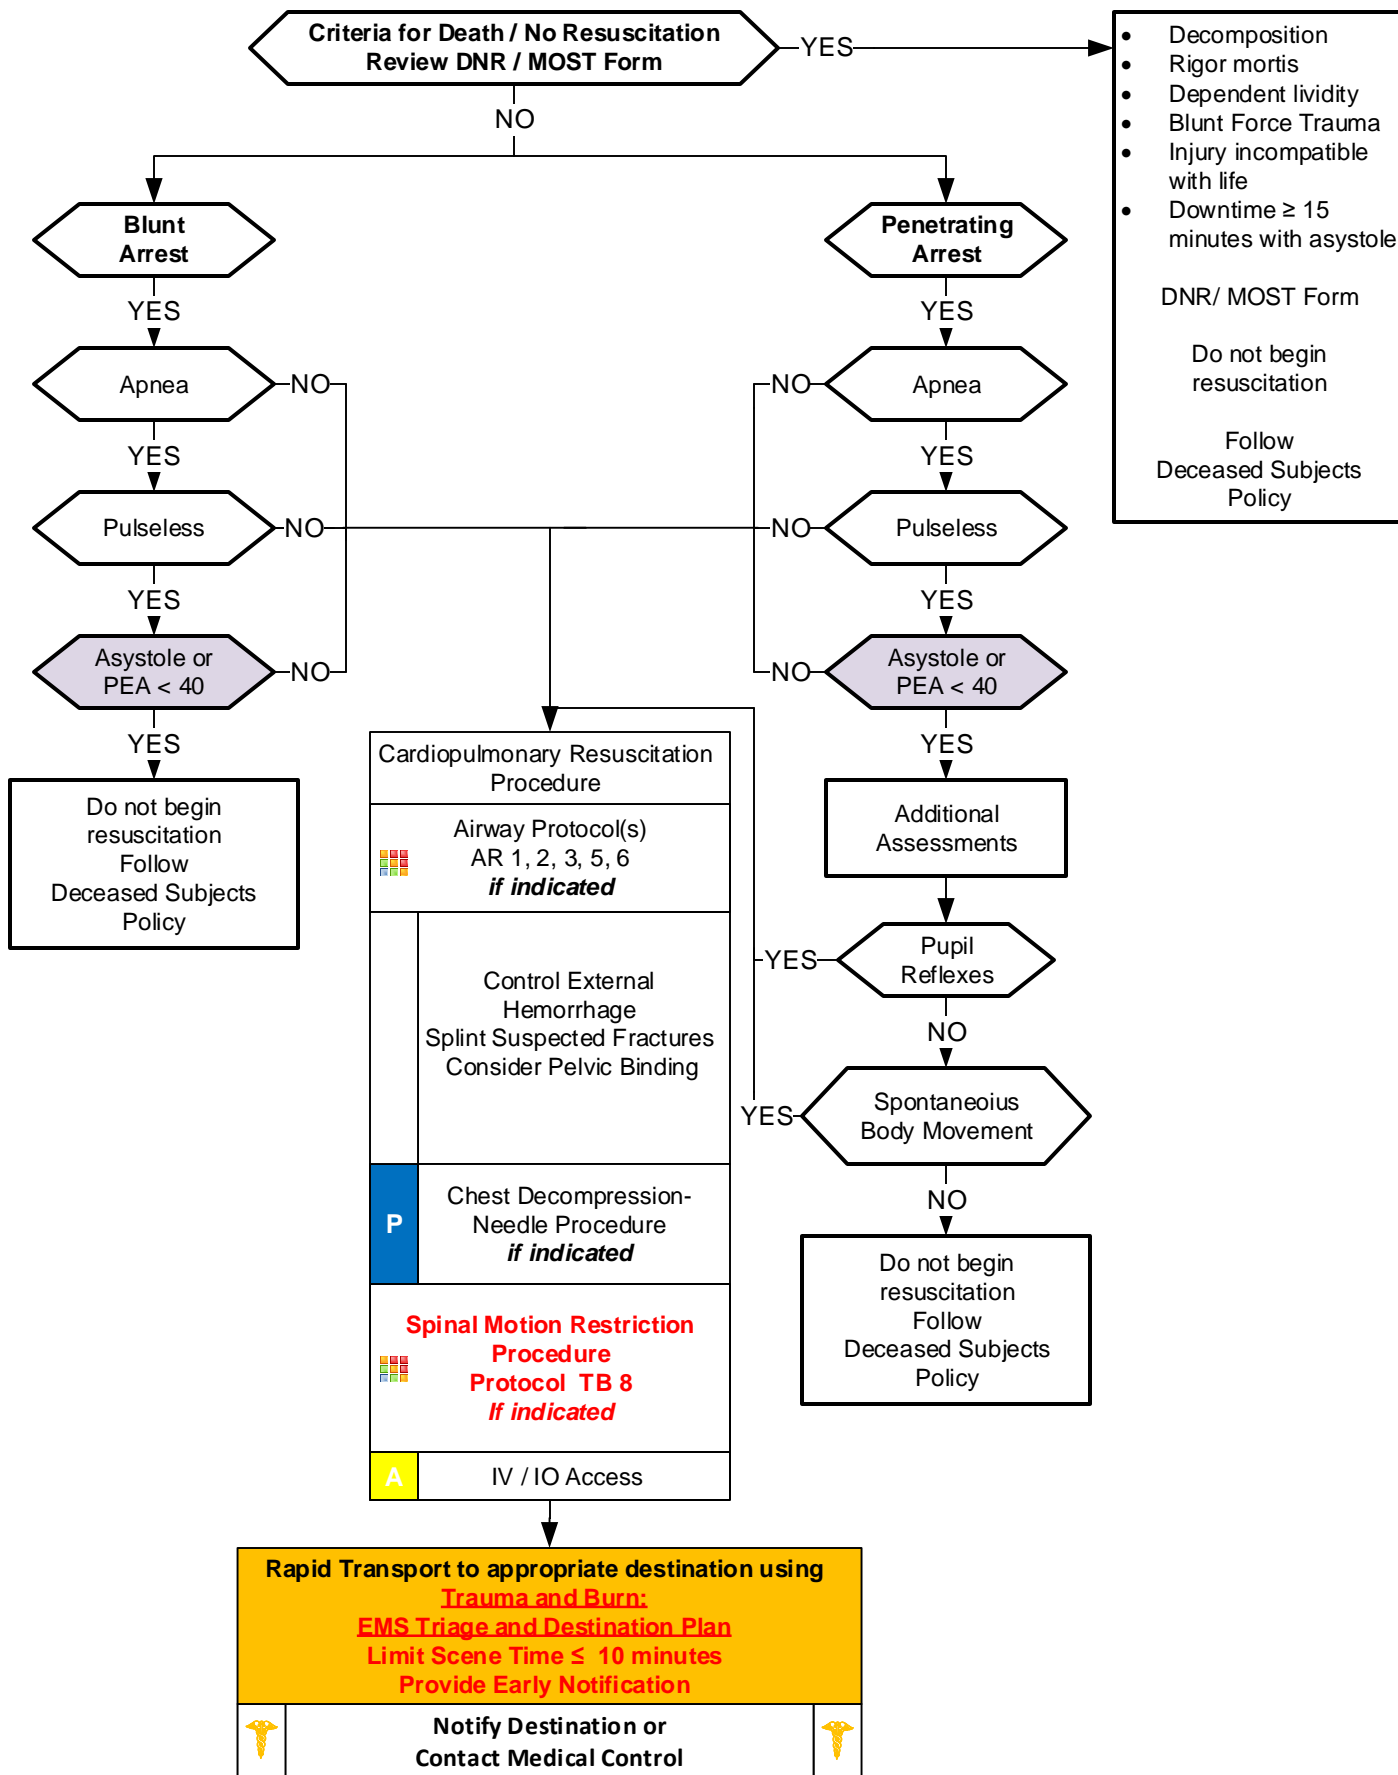 Criteria for Death / No Resuscitation
Review DNR / MOST Form
YES
• Decomposition
• Rigor mortis
• Dependent lividity
• Blunt Force Trauma
• Injury incompatible
with life
• Downtime ≥ 15
minutes with asystole
DNR/ MOST Form
Do not begin
resuscitation
Follow
Deceased Subjects
Policy
NO
Blunt
Arrest
YES
Apnea
NO
YES
Pulseless
NO
YES
Asystole or
PEA < 40
NO
YES
Do not begin
resuscitation
Follow
Deceased Subjects
Policy
Penetrating
Arrest
YES
NO
Apnea
YES
NO
Pulseless
YES
NO
Asystole or
PEA < 40
YES
Additional
Assessments
YES
Pupil
Reflexes
NO
YES
Spontaneoius
Body Movement
NO
Do not begin
resuscitation
Follow
Deceased Subjects
Policy
Cardiopulmonary Resuscitation
Procedure
Airway Protocol(s)
AR 1, 2, 3, 5, 6
if indicated
Control External
Hemorrhage
Splint Suspected Fractures
Consider Pelvic Binding
P
Chest Decompression-
Needle Procedure
if indicated
Spinal Motion Restriction
Procedure
Protocol TB 8
If indicated
A
IV / IO Access
Rapid Transport to appropriate destination using
Trauma and Burn:
EMS Triage and Destination Plan
Limit Scene Time ≤ 10 minutes
Provide Early Notification
Notify Destination or
Contact Medical Control